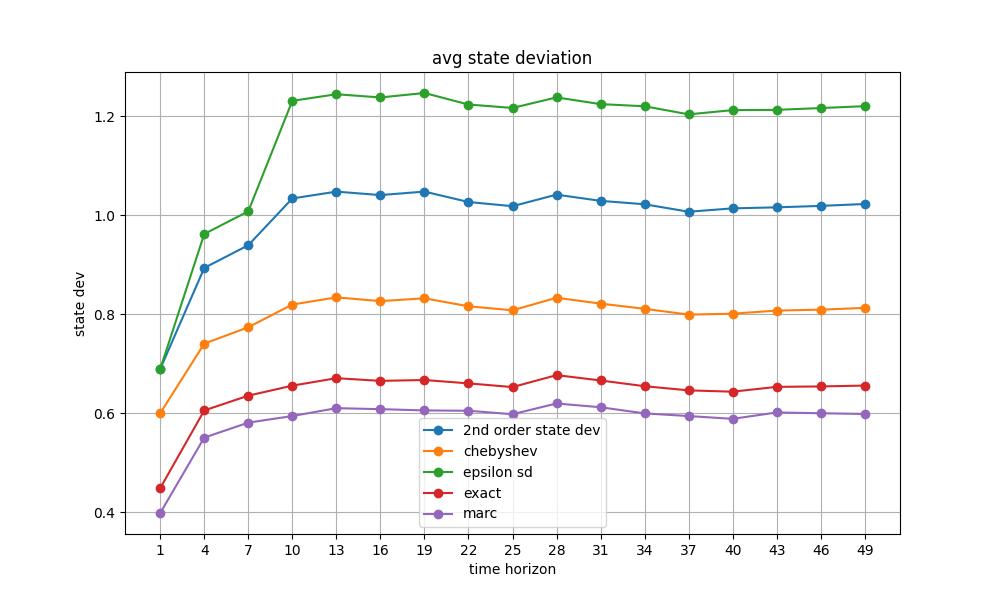 avg state deviation
state dev
1.2
1.0
0.8
0.6
0.4
2nd order state dev
chebyshev
epsilon sd
exact
marc
1 4 7 10 13 16 19 22 25 28 31 34 37 40 43 46 49
time horizon